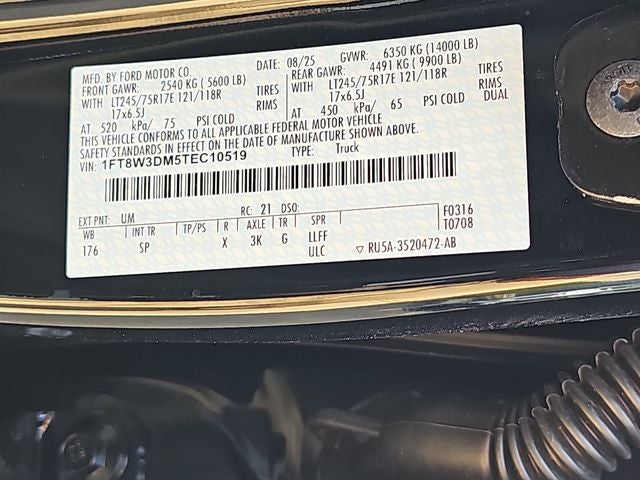 MFD. BY FORD MOTOR CO. DATE: 08/25 GVWR: 6350 KG (14000 LB)
FRONT GAWR: 2540 KG (5600 LB) REAR GAWR: 4491 KG (9900 LB)
WITH LT245/75R17E 121/118R TIRES WITH LT245/75R17E 121/118R TIRES
17x6.5J RIMS 17x6.5J RIMS
AT 520 kPa/ 75 PSI COLD AT 450 kPa/ 65 PSI COLD DUAL
THIS VEHICLE CONFORMS TO ALL APPLICABLE FEDERAL MOTOR VEHICLE
SAFETY STANDARDS IN EFFECT ON THE DATE OF MANUFACTURE SHOWN ABOVE.
VIN: 1FT8W3DM5TEC10519 TYPE: Truck
EXT PNT: UM RC: 21 DSO: F0316
WB INT TR TP/PS R AXLE TR SPR T0708
176 SP X 3K G LLFF
ULC ▽ RU5A-3520472-AB